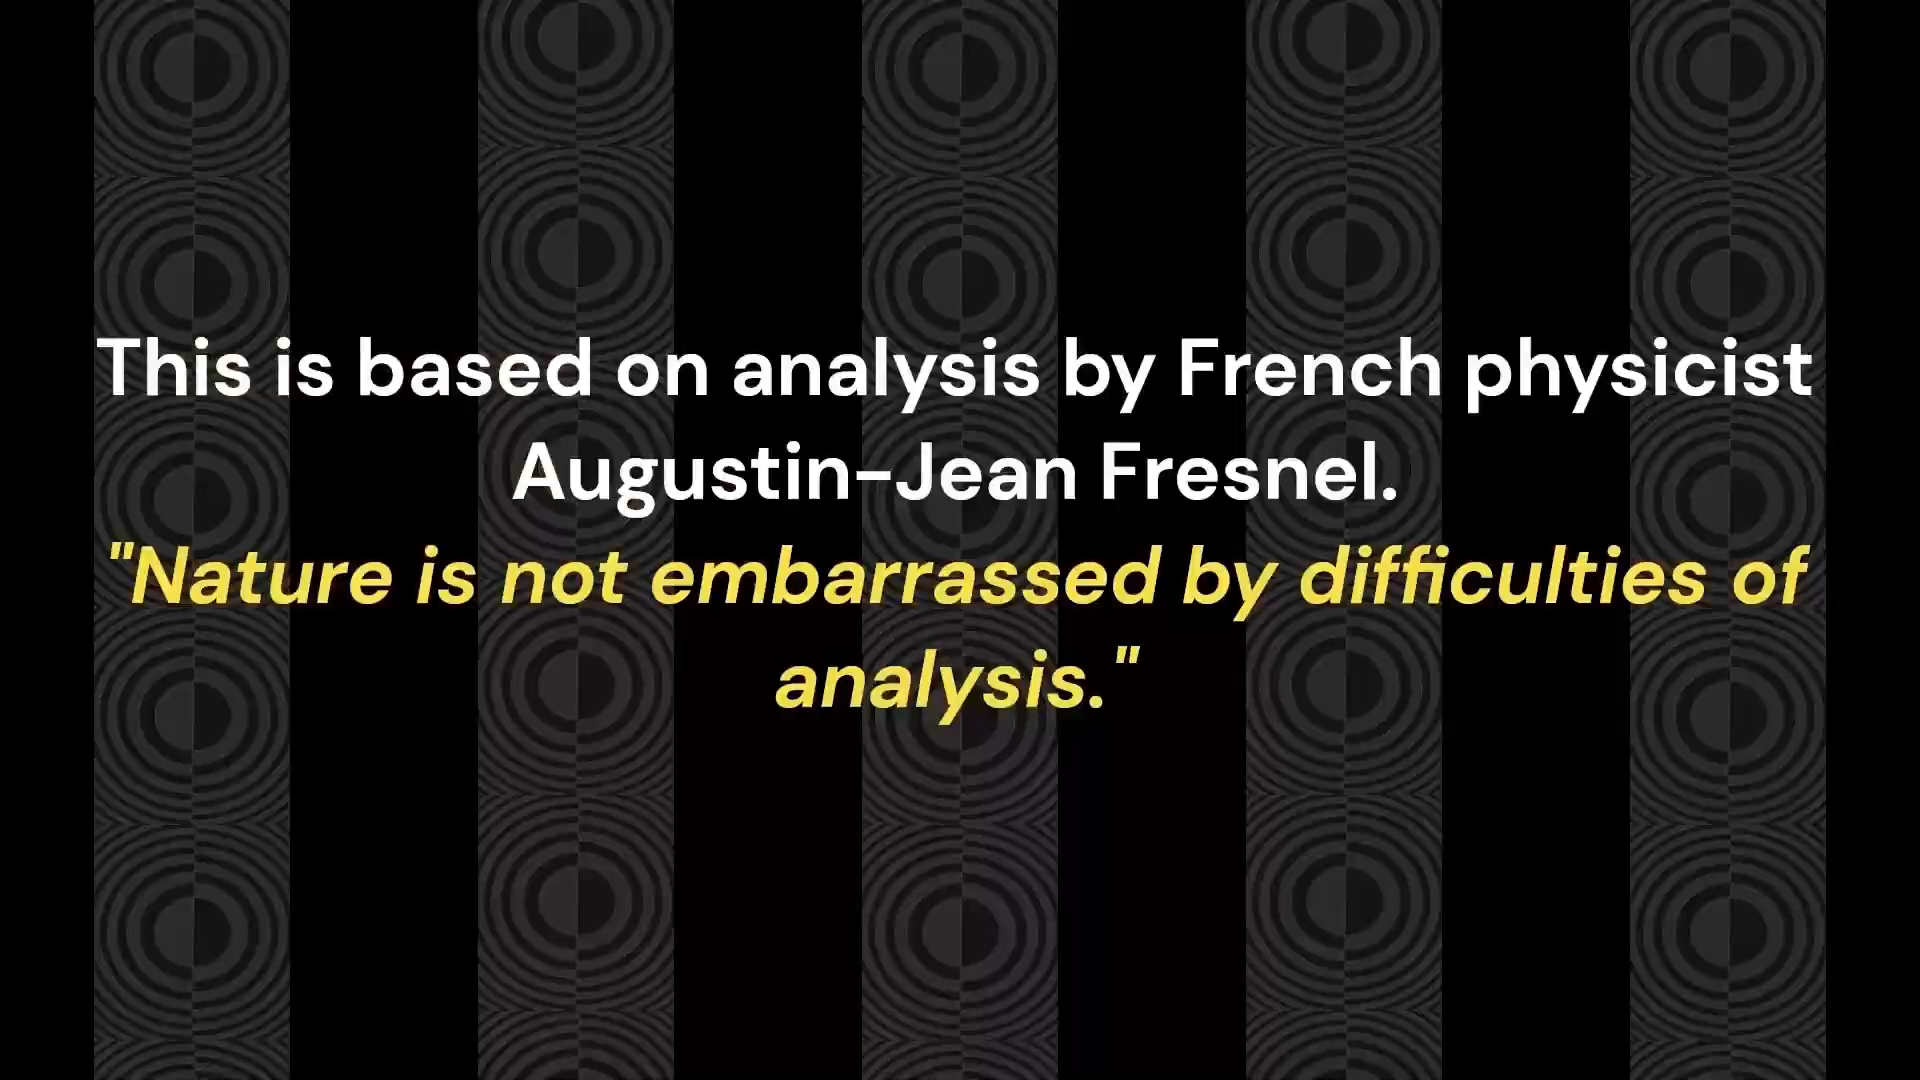 This is based on analysis by French physicist
Augustin-Jean Fresnel.
"Nature is not embarrassed by difficulties of
analysis."